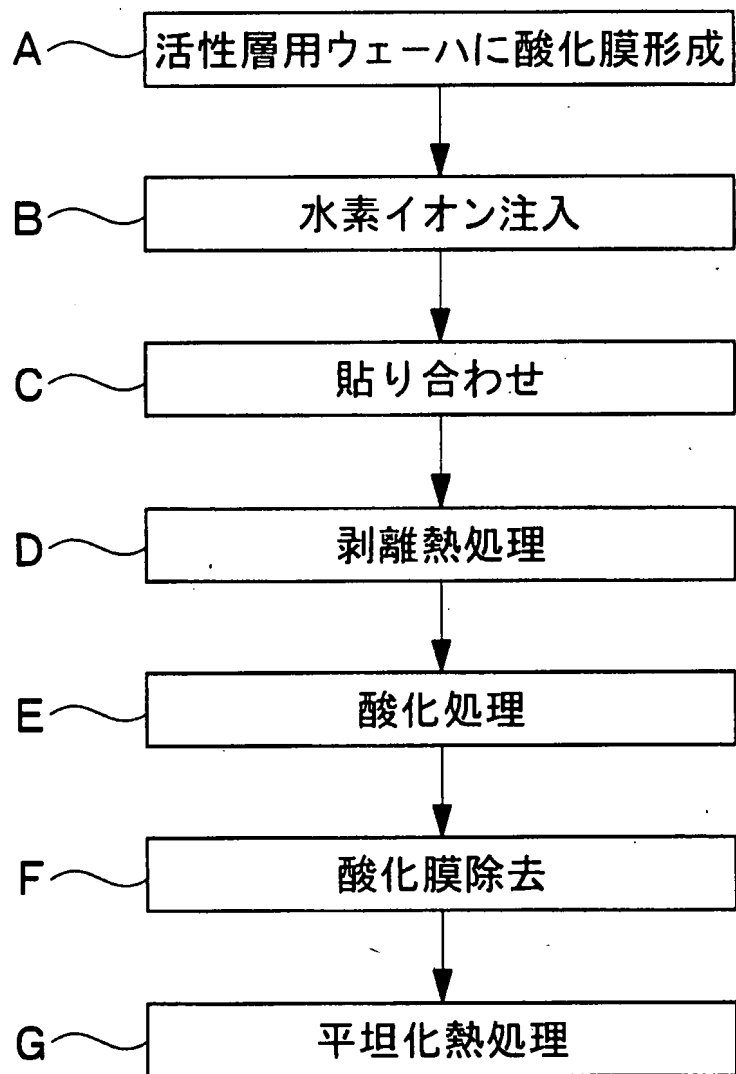 A 活性層用ウェーハに酸化膜形成
B 水素イオン注入
C 貼り合わせ
D 剥離熱処理
E 酸化処理
F 酸化膜除去
G 平坦化熱処理